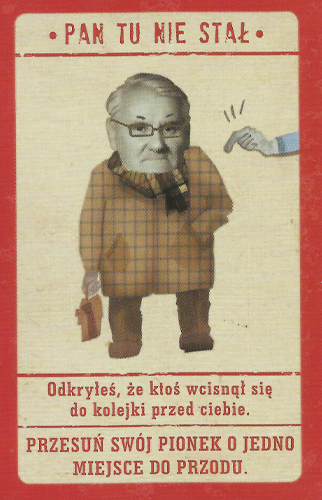 • PAN TU NIE STAŁ •
Odkryłeś, że ktoś wcisnął się
do kolejki przed ciebie.
PRZESUŃ SWÓJ PIONEK O JEDNO
MIEJSCE DO PRZODU.